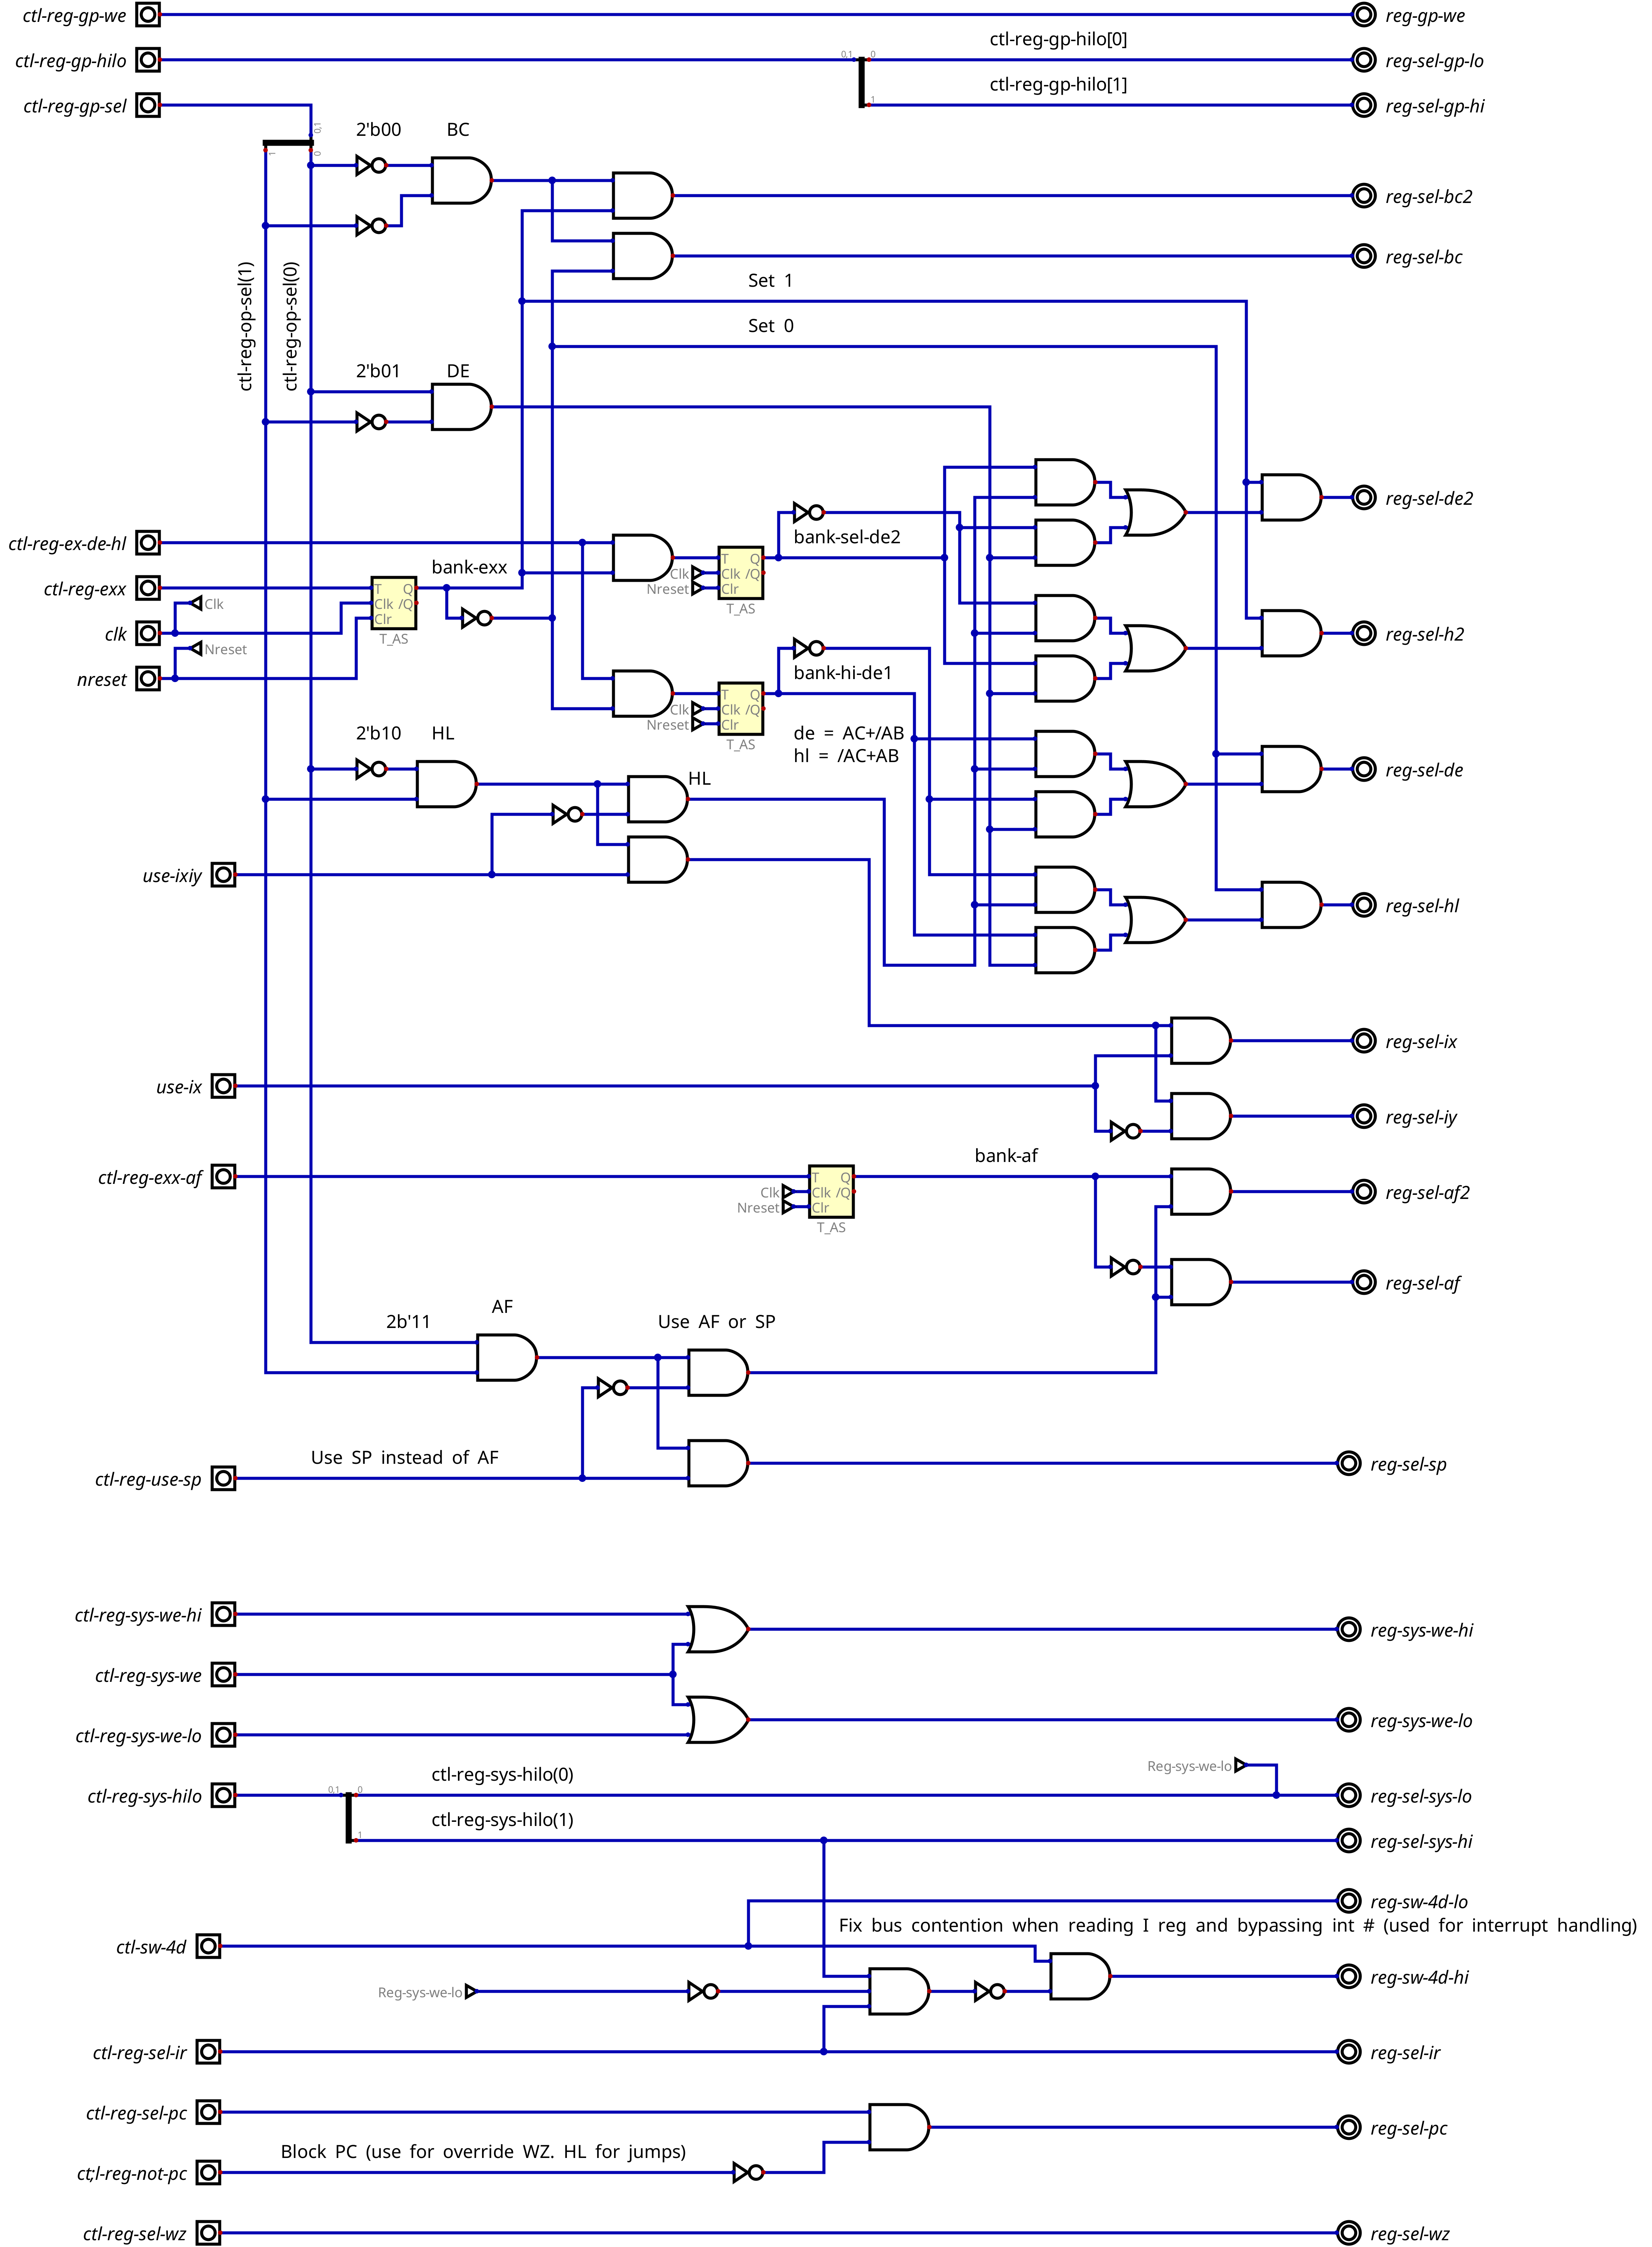 ctl-reg-gp-we
reg-gp-we
ctl-reg-gp-hilo[0]
ctl-reg-gp-hilo
0,1
0
reg-sel-gp-lo
ctl-reg-gp-hilo[1]
ctl-reg-gp-sel
1
reg-sel-gp-hi
0,1
2'b00
BC
1
0
reg-sel-bc2
reg-sel-bc
ctl-reg-op-sel(1)
ctl-reg-op-sel(0)
Set 1
Set 0
2'b01
DE
reg-sel-de2
ctl-reg-ex-de-hl
bank-sel-de2
bank-exx
T Q
Clk
Clk /Q
Nreset
Clr
T_AS
ctl-reg-exx
T Q
Clk /Q
Clr
T_AS
Clk
clk
reg-sel-h2
Nreset
nreset
bank-hi-de1
T Q
Clk
Clk /Q
Nreset
Clr
T_AS
2'b10
HL
de = AC+/AB
hl = /AC+AB
reg-sel-de
HL
use-ixiy
reg-sel-hl
reg-sel-ix
use-ix
reg-sel-iy
bank-af
ctl-reg-exx-af
T Q
Clk
Clk /Q
Nreset
Clr
T_AS
reg-sel-af2
reg-sel-af
AF
2b'11
Use AF or SP
Use SP instead of AF
ctl-reg-use-sp
reg-sel-sp
ctl-reg-sys-we-hi
reg-sys-we-hi
ctl-reg-sys-we
ctl-reg-sys-we-lo
reg-sys-we-lo
Reg-sys-we-lo
ctl-reg-sys-hilo(0)
ctl-reg-sys-hilo
0,1
0
reg-sel-sys-lo
ctl-reg-sys-hilo(1)
1
reg-sel-sys-hi
reg-sw-4d-lo
Fix bus contention when reading I reg and bypassing int # (used for interrupt handling)
ctl-sw-4d
reg-sw-4d-hi
Reg-sys-we-lo
ctl-reg-sel-ir
reg-sel-ir
ctl-reg-sel-pc
reg-sel-pc
Block PC (use for override WZ. HL for jumps)
ct;l-reg-not-pc
ctl-reg-sel-wz
reg-sel-wz